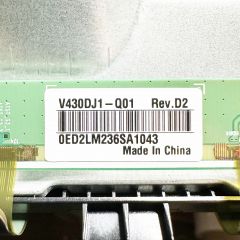 V430DJ1-Q01 Rev.D2
0ED2LM236SA1043
Made In China